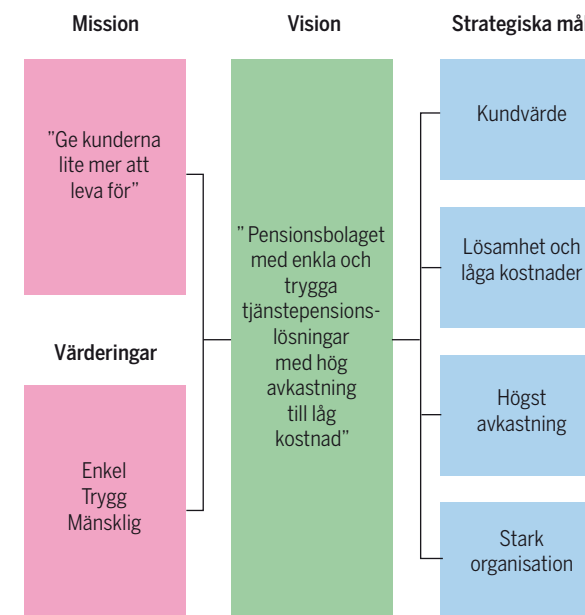 Mission
"Ge kunderna
lite mer att
leva för"
Värderingar
Enkel
Trygg
Mänsklig
Vision
"Pensionsbolaget
med enkla och
trygga
tjänstepensions-
lösningar
med hög
avkastning
till låg
kostnad"
Strategiska mål
Kundvärde
Lösamhet och
låga kostnader
Högst
avkastning
Stark
organisation